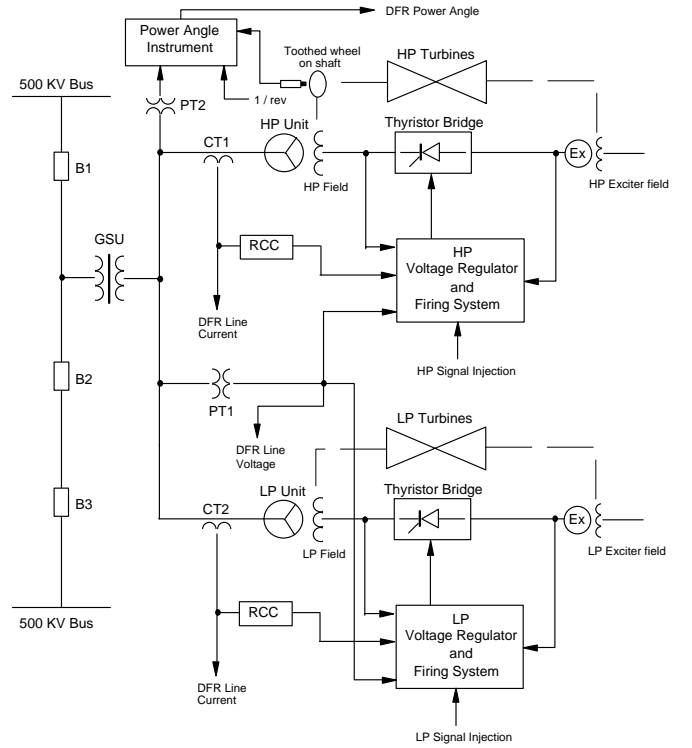 DFR Power Angle
Power Angle
Instrument
Toothed wheel
on shaft
HP Turbines
500 KV Bus
PT2
1 / rev
CT1
HP Unit
Thyristor Bridge
B1
Ex
HP Field
HP Exciter field
GSU
RCC
HP
Voltage Regulator
and
Firing System
DFR Line
Current
HP Signal Injection
B2
PT1
LP Turbines
DFR Line
Voltage
B3
CT2
LP Unit
Thyristor Bridge
Ex
LP Field
LP Exciter field
RCC
LP
Voltage Regulator
and
Firing System
500 KV Bus
DFR Line
Current
LP Signal Injection